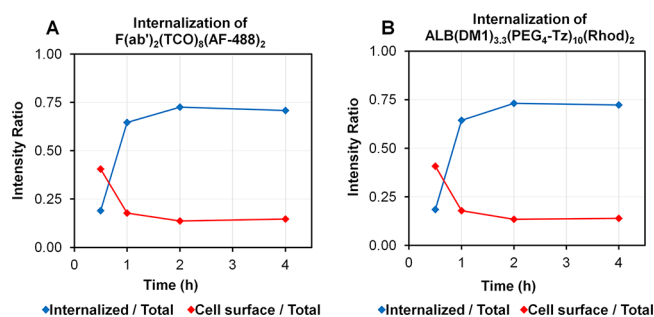 A
Internalization of
F(ab')2(TCO)8(AF-488)2
1.00
0.75
0.50
0.25
0.00
Intensity Ratio
0 1 2 3 4
Time (h)
Internalized / Total Cell surface / Total
B
Internalization of
ALB(DM1)3.3(PEG4-Tz)10(Rhod)2
1.00
0.75
0.50
0.25
0.00
Intensity Ratio
0 1 2 3 4
Time (h)
Internalized / Total Cell surface / Total